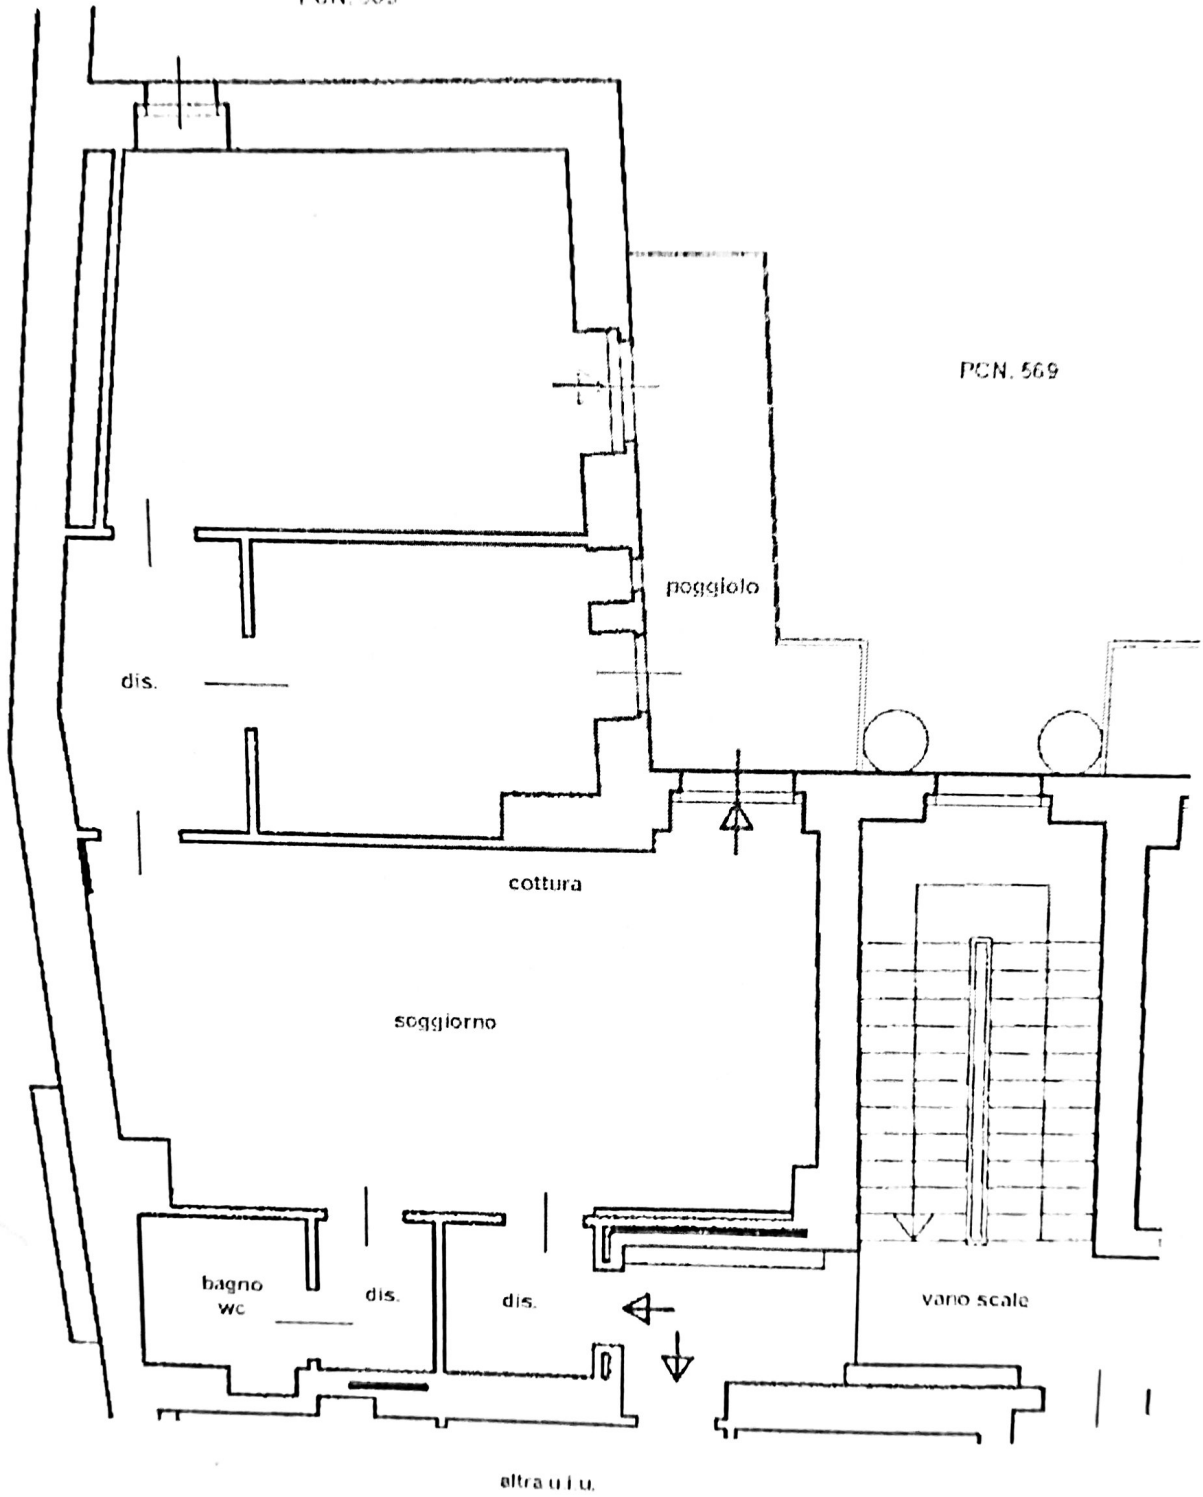 PCN. 569
poggiolo
dis.
cottura
soggiorno
bagno
wc
dis.
dis.
vano scale
altra u.i.u.